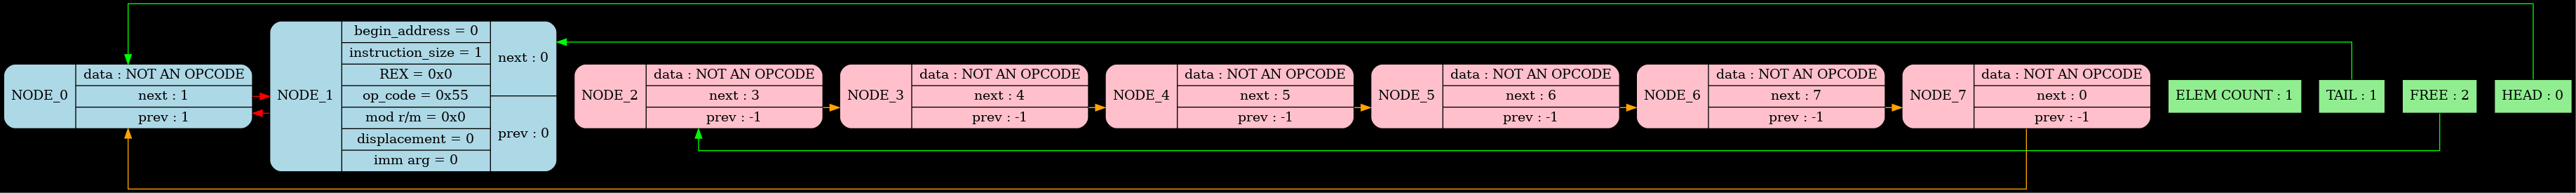 NODE_0
data : NOT AN OPCODE
next : 1
prev : 1
NODE_1
begin_address = 0
instruction_size = 1
REX = 0x0
op_code = 0x55
mod r/m = 0x0
displacement = 0
imm arg = 0
next : 0
prev : 0
NODE_2
data : NOT AN OPCODE
next : 3
prev : -1
NODE_3
data : NOT AN OPCODE
next : 4
prev : -1
NODE_4
data : NOT AN OPCODE
next : 5
prev : -1
NODE_5
data : NOT AN OPCODE
next : 6
prev : -1
NODE_6
data : NOT AN OPCODE
next : 7
prev : -1
NODE_7
data : NOT AN OPCODE
next : 0
prev : -1
ELEM COUNT : 1
TAIL : 1
FREE : 2
HEAD : 0